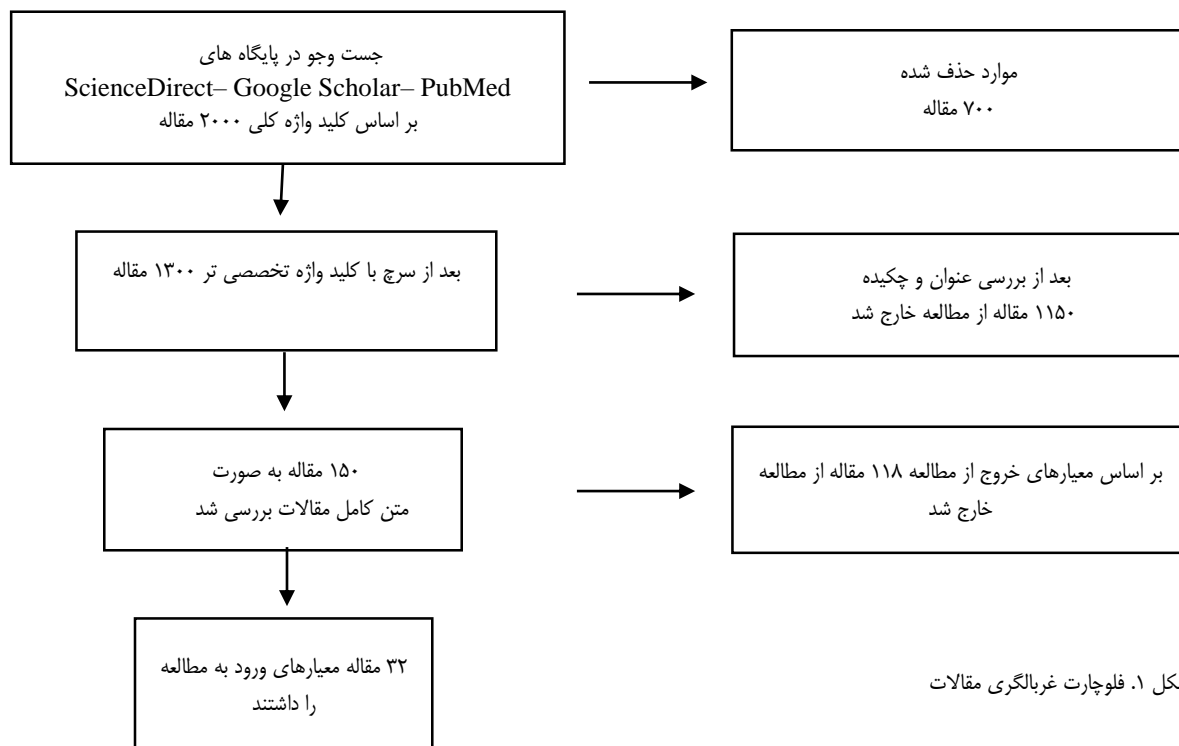 جست وجو در پایگاه های
ScienceDirect– Google Scholar– PubMed
بر اساس کلید واژه کلی ۲۰۰۰ مقاله
موارد حذف شده
۷۰۰ مقاله
بعد از سرچ با کلید واژه تخصصی تر ۱۳۰۰ مقاله
بعد از بررسی عنوان و چکیده
۱۱۵۰ مقاله از مطالعه خارج شد
۱۵۰ مقاله به صورت
متن کامل مقالات بررسی شد
بر اساس معیارهای خروج از مطالعه ۱۱۸ مقاله از مطالعه
خارج شد
۳۲ مقاله معیارهای ورود به مطالعه
را داشتند
کل ۱. فلوچارت غربالگری مقالات